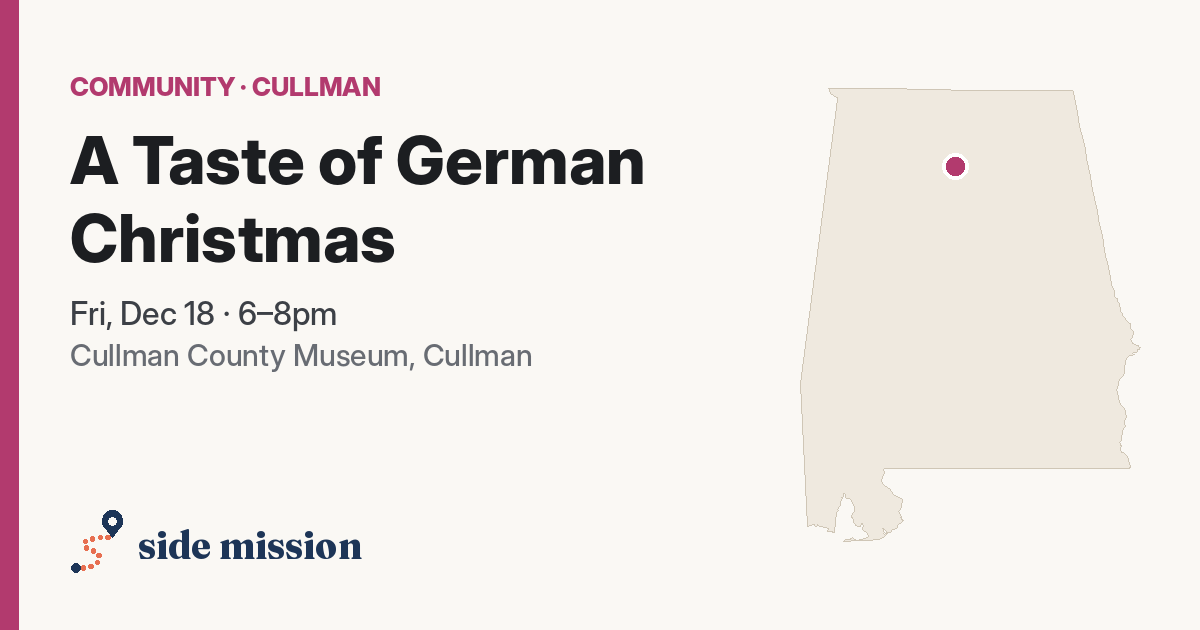 COMMUNITY · CULLMAN
A Taste of German
Christmas
Fri, Dec 18 · 6–8pm
Cullman County Museum, Cullman
side mission